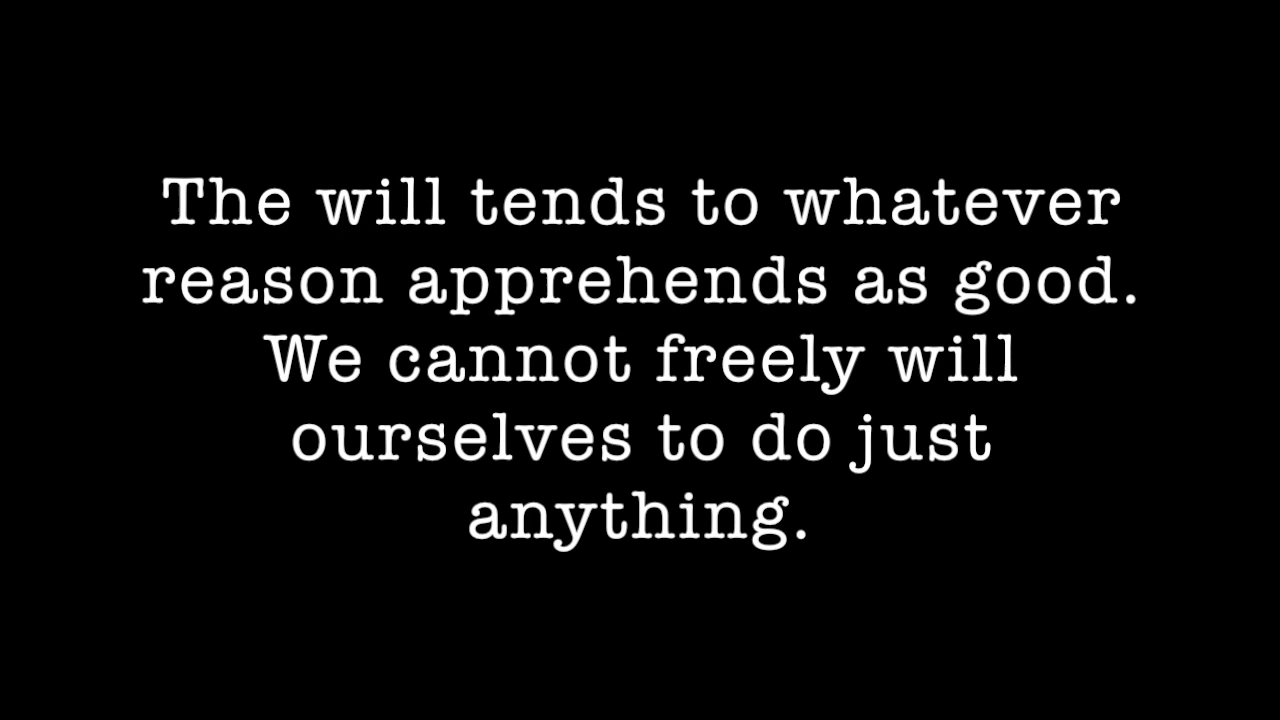 The will tends to whatever
reason apprehends as good.
We cannot freely will
ourselves to do just
anything.